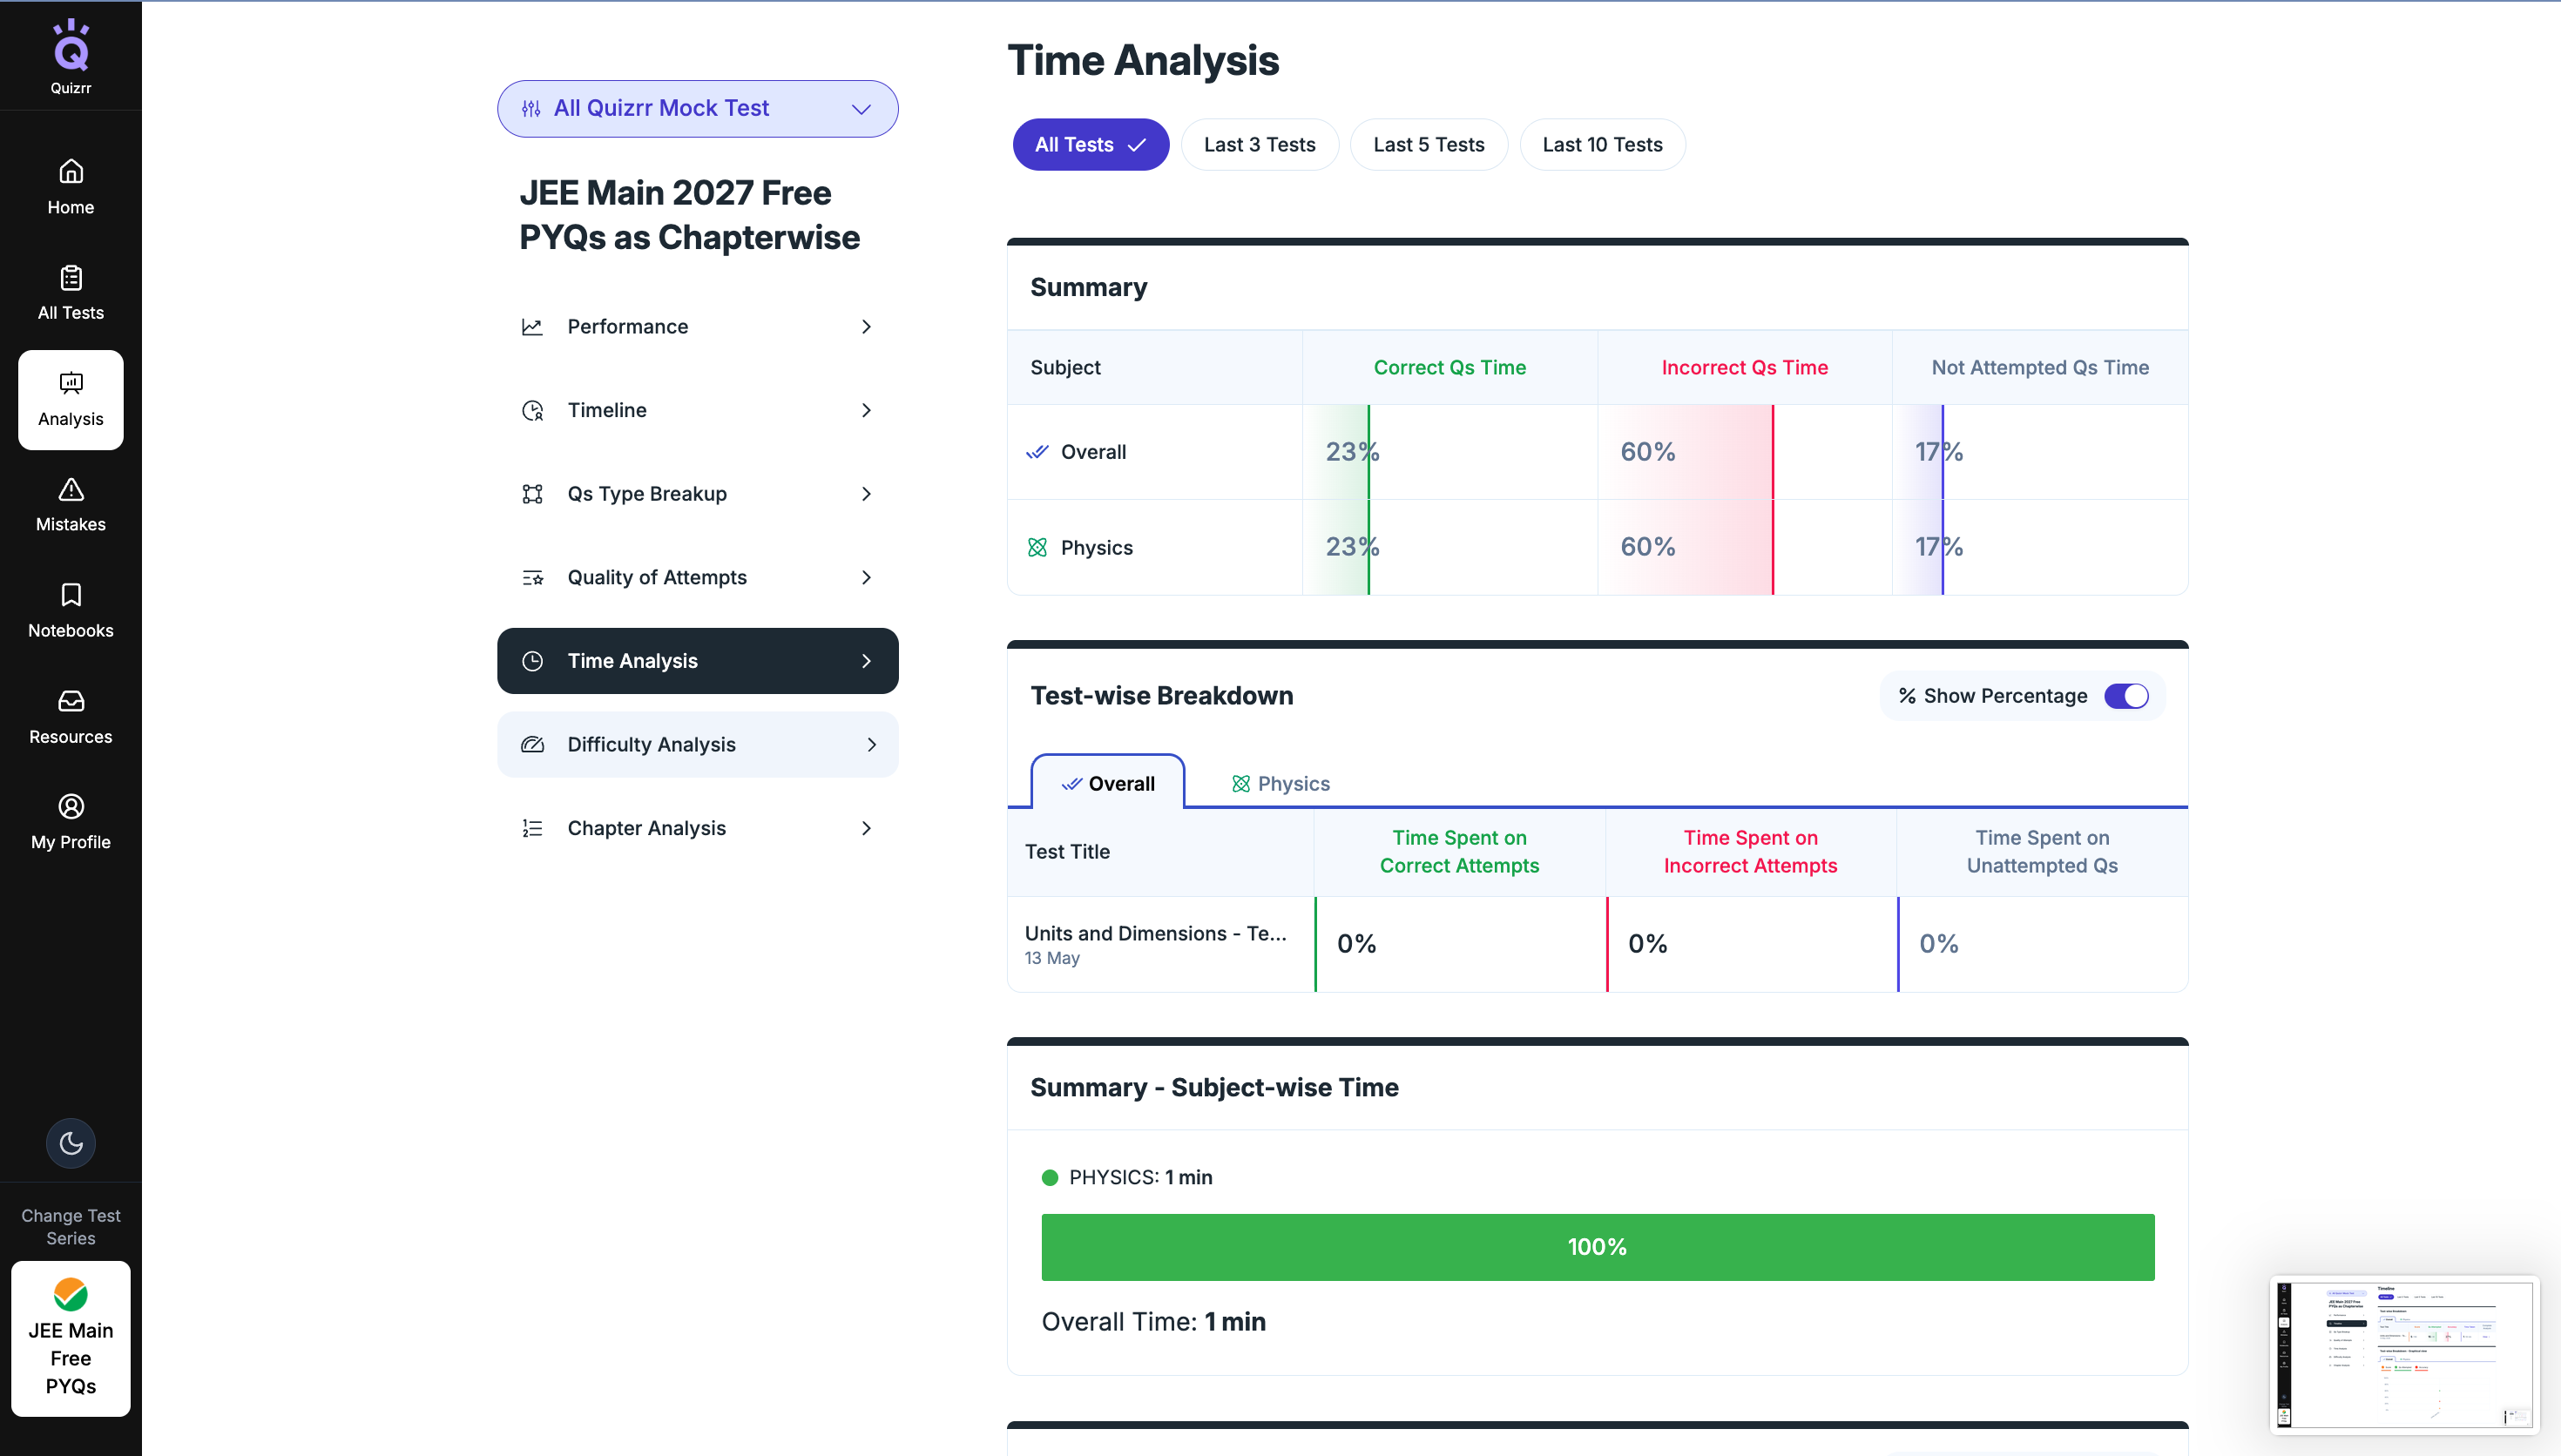 Quizrr
Home
All Tests
Analysis
Mistakes
Notebooks
Resources
My Profile
Change Test
Series
JEE Main
Free
PYQs
All Quizrr Mock Test
JEE Main 2027 Free
PYQs as Chapterwise
Performance
Timeline
Qs Type Breakup
Quality of Attempts
Time Analysis
Difficulty Analysis
Chapter Analysis
Time Analysis
All Tests Last 3 Tests Last 5 Tests Last 10 Tests
Summary
Subject Correct Qs Time Incorrect Qs Time Not Attempted Qs Time
Overall 23% 60% 17%
Physics 23% 60% 17%
Test-wise Breakdown % Show Percentage
Overall Physics
Test Title Time Spent on Correct Attempts Time Spent on Incorrect Attempts Time Spent on Unattempted Qs
Units and Dimensions - Te... 0% 0% 0%
13 May
Summary - Subject-wise Time
PHYSICS: 1 min
100%
Overall Time: 1 min